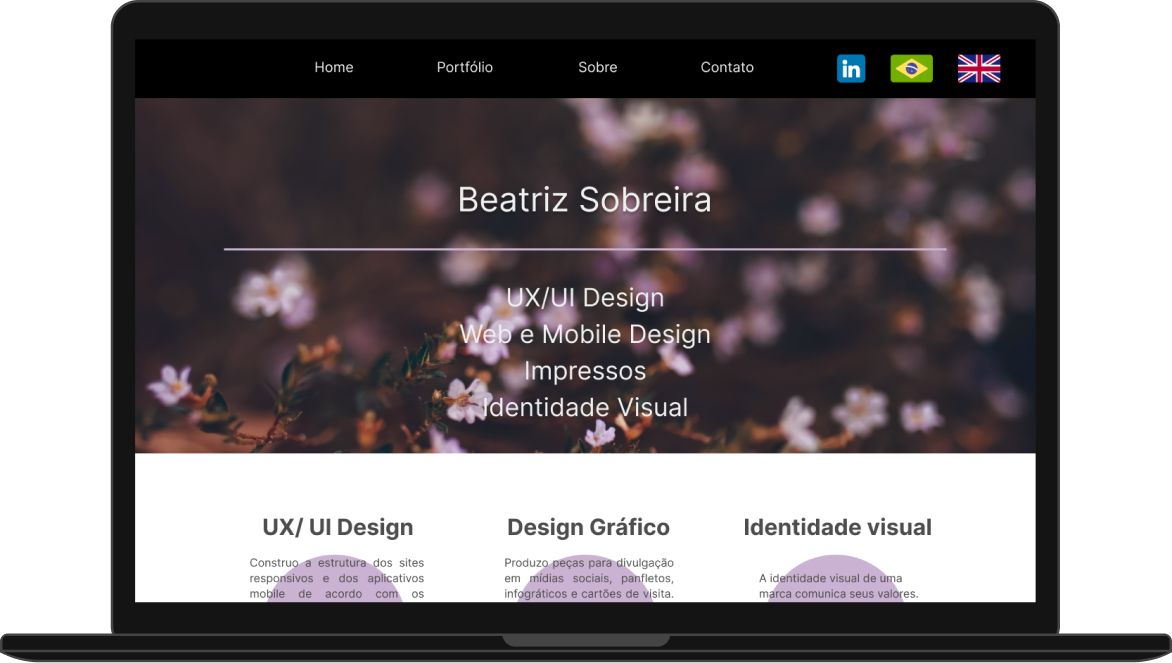 Home Portfólio Sobre Contato in
Beatriz Sobreira
UX/UI Design
Web e Mobile Design
Impressos
Identidade Visual
UX/ UI Design
Construo a estrutura dos sites
responsivos e dos aplicativos
mobile de acordo com os
Design Gráfico
Produzo peças para divulgação
em mídias sociais, panfletos,
infográticos e cartões de visita.
Identidade visual
A identidade visual de uma
marca comunica seus valores.